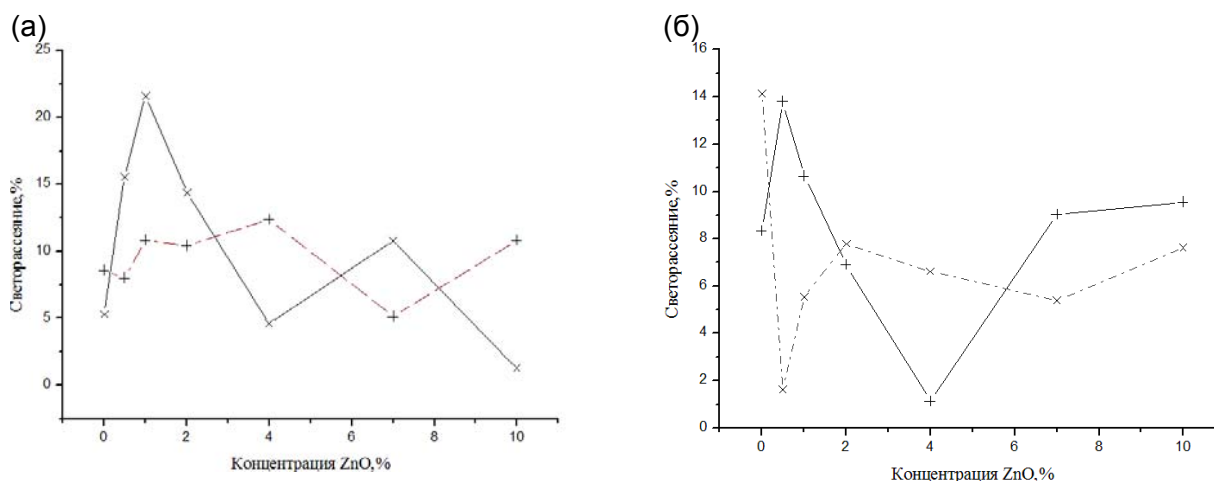 (а)
25
20
15
10
5
0
Светорассеяние,%
0 2 4 6 8 10
Концентрация ZnO,%
(б)
16
14
12
10
8
6
4
2
0
Светорассеяние,%
0 2 4 6 8 10
Концентрация ZnO,%